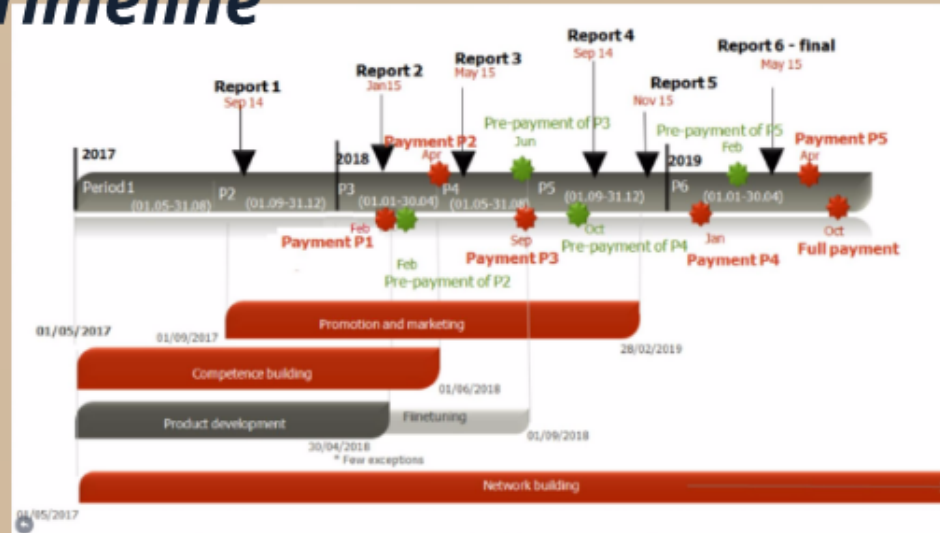 Timeline
Report 4
Sep 14
Report 6 - final
May 15
Report 3
May 15
Report 2
Jan15
Report 5
Nov 15
Report 1
Sep 14
Pre-payment of P3
Jun
Pre-payment of P5
Feb
Payment P2
Apr
Payment P5
Apr
2017
2018
2019
Period 1
(01.05-31.08)
P2
(01.09-31.12)
P3
(01.01-30.04)
P4
(01.05-31.08)
P5
(01.09-31.12)
P6
(01.01-30.04)
Feb
Payment P1
Feb
Pre-payment of P2
Sep
Payment P3
Oct
Pre-payment of P4
Jan
Payment P4
Oct
Full payment
Promotion and marketing
01/05/2017
01/09/2017
28/02/2019
Competence building
01/06/2018
Product development
Fiinetuning
30/04/2018
01/09/2018
* Few exceptions
Network building
01/05/2017